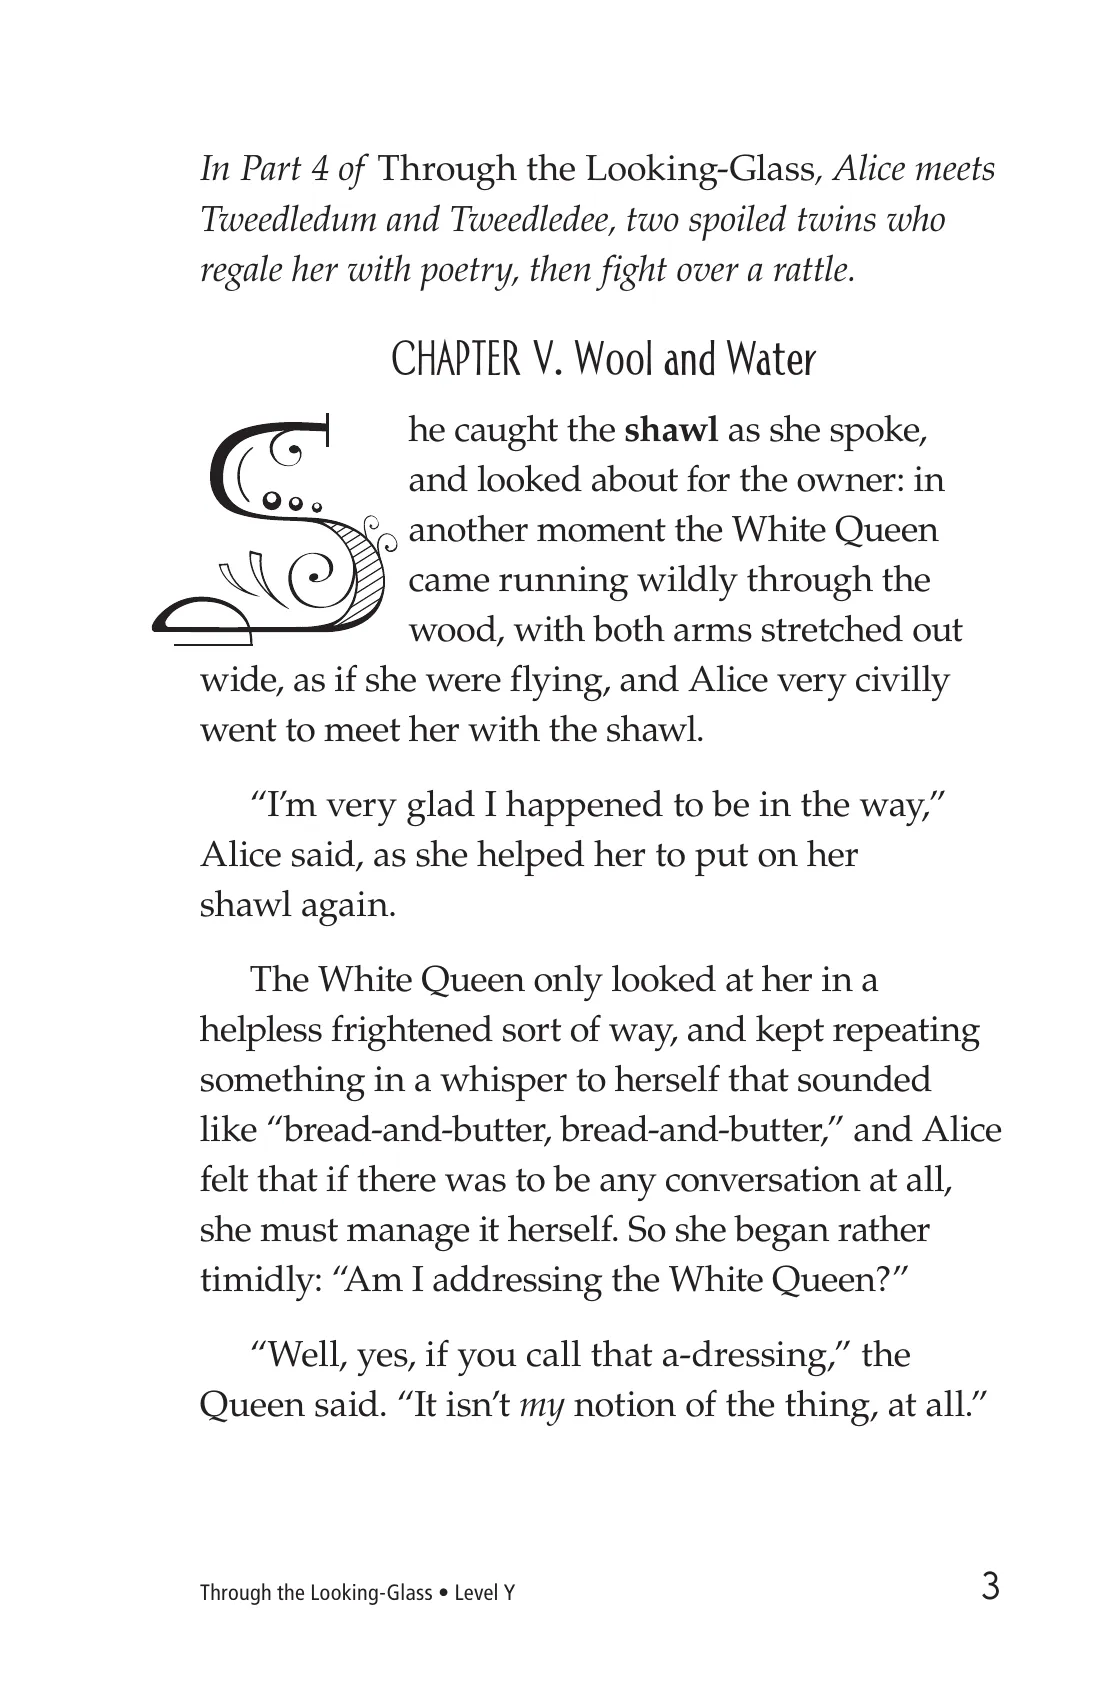 In Part 4 of Through the Looking-Glass, Alice meets
Tweedledum and Tweedledee, two spoiled twins who
regale her with poetry, then fight over a rattle.
CHAPTER V. Wool and Water
She caught the shawl as she spoke,
and looked about for the owner: in
another moment the White Queen
came running wildly through the
wood, with both arms stretched out
wide, as if she were flying, and Alice very civilly
went to meet her with the shawl.
“I’m very glad I happened to be in the way,”
Alice said, as she helped her to put on her
shawl again.
The White Queen only looked at her in a
helpless frightened sort of way, and kept repeating
something in a whisper to herself that sounded
like “bread-and-butter, bread-and-butter,” and Alice
felt that if there was to be any conversation at all,
she must manage it herself. So she began rather
timidly: “Am I addressing the White Queen?”
“Well, yes, if you call that a-dressing,” the
Queen said. “It isn’t my notion of the thing, at all.”
Through the Looking-Glass • Level Y
3